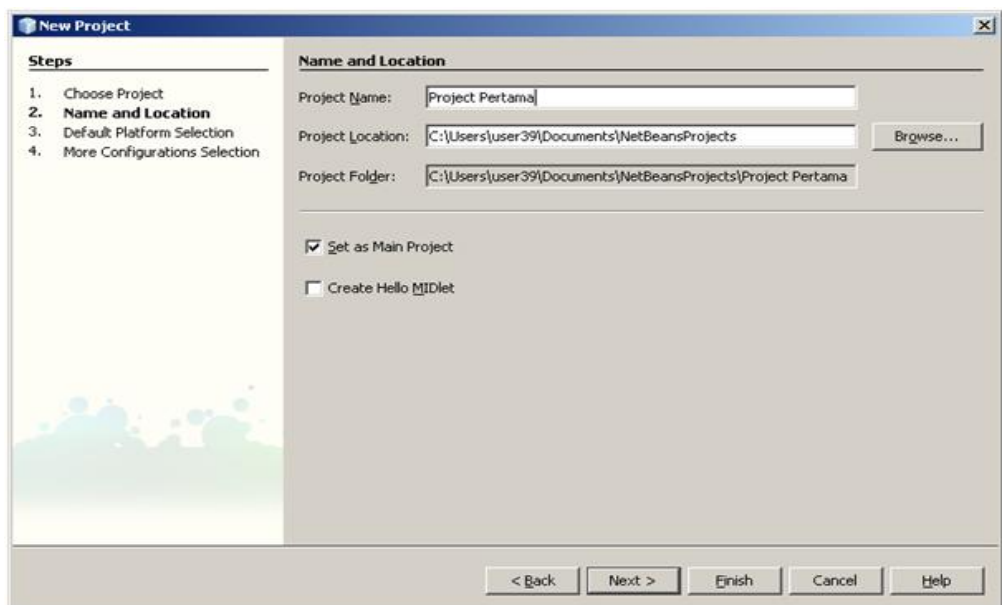 New Project
Steps
1. Choose Project
2. Name and Location
3. Default Platform Selection
4. More Configurations Selection
Name and Location
Project Name: Project Pertama
Project Location: C:\Users\user39\Documents\NetBeansProjects Browse...
Project Folder: C:\Users\user39\Documents\NetBeansProjects\Project Pertama
Set as Main Project
Create Hello MIDlet
< Back Next > Finish Cancel Help